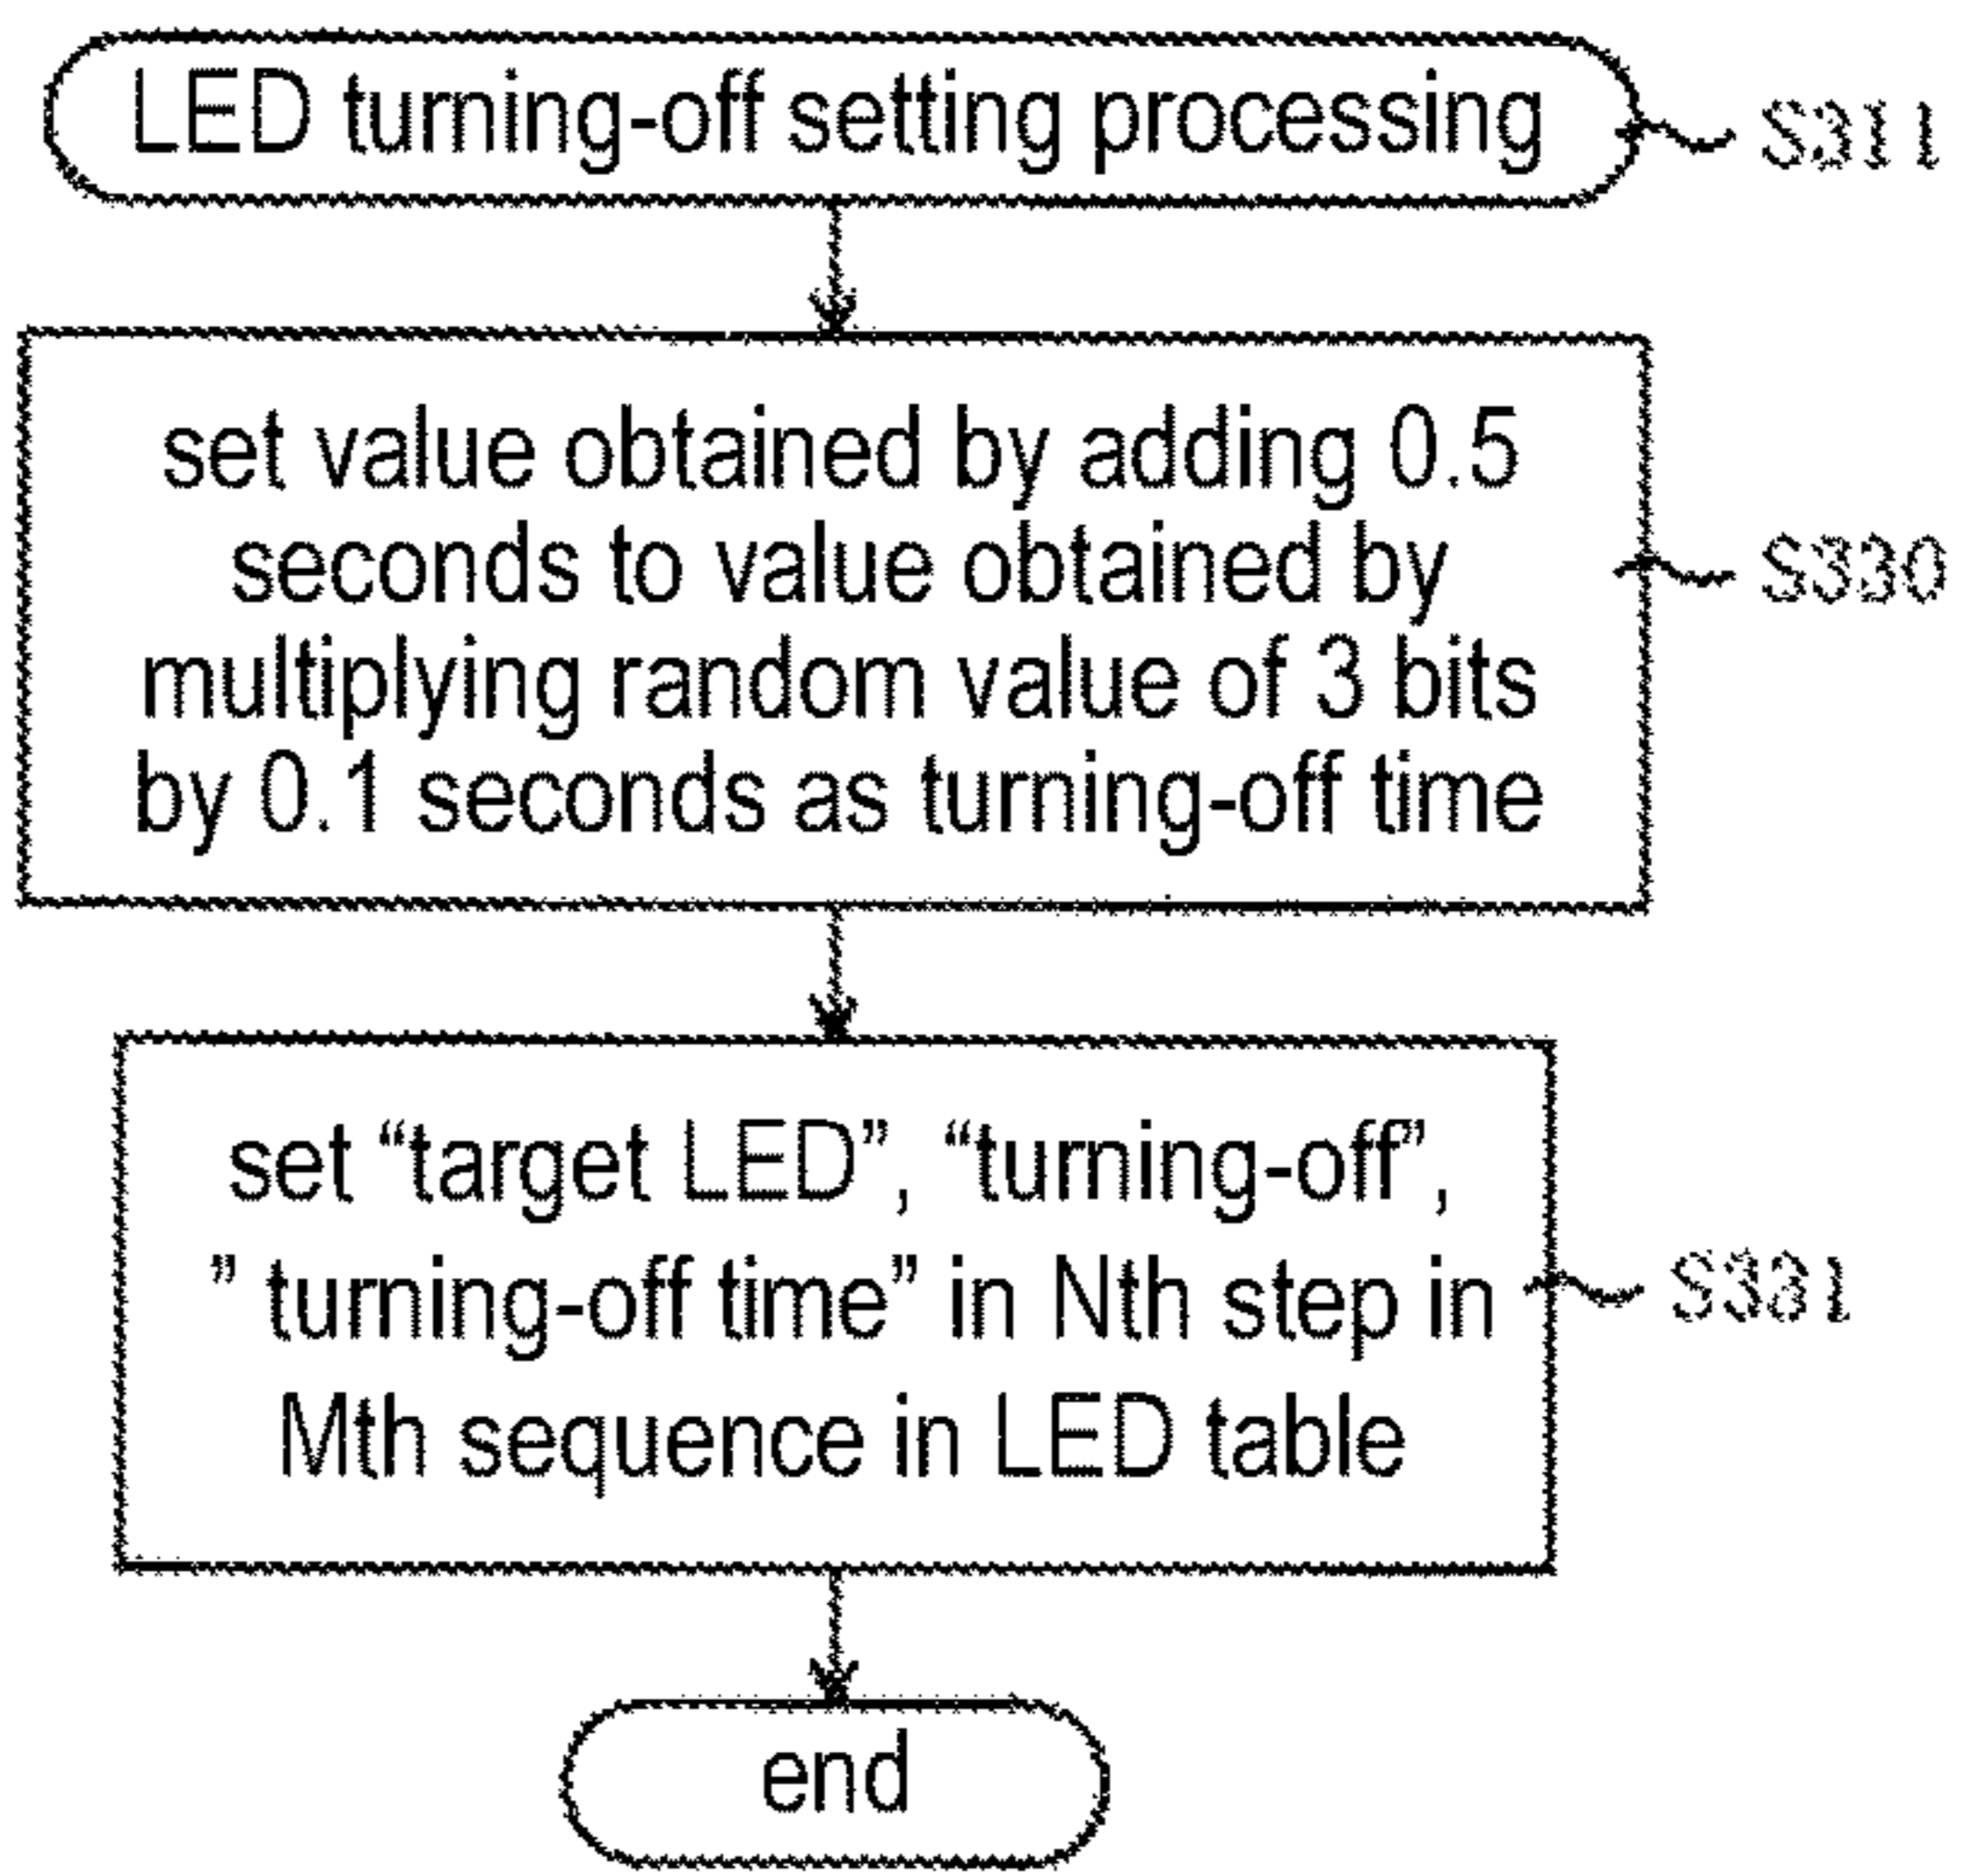 LED turning-off setting processing
S311
set value obtained by adding 0.5
seconds to value obtained by
multiplying random value of 3 bits
by 0.1 seconds as turning-off time
S330
set “target LED”, “turning-off”,
” turning-off time” in Nth step in
Mth sequence in LED table
S331
end